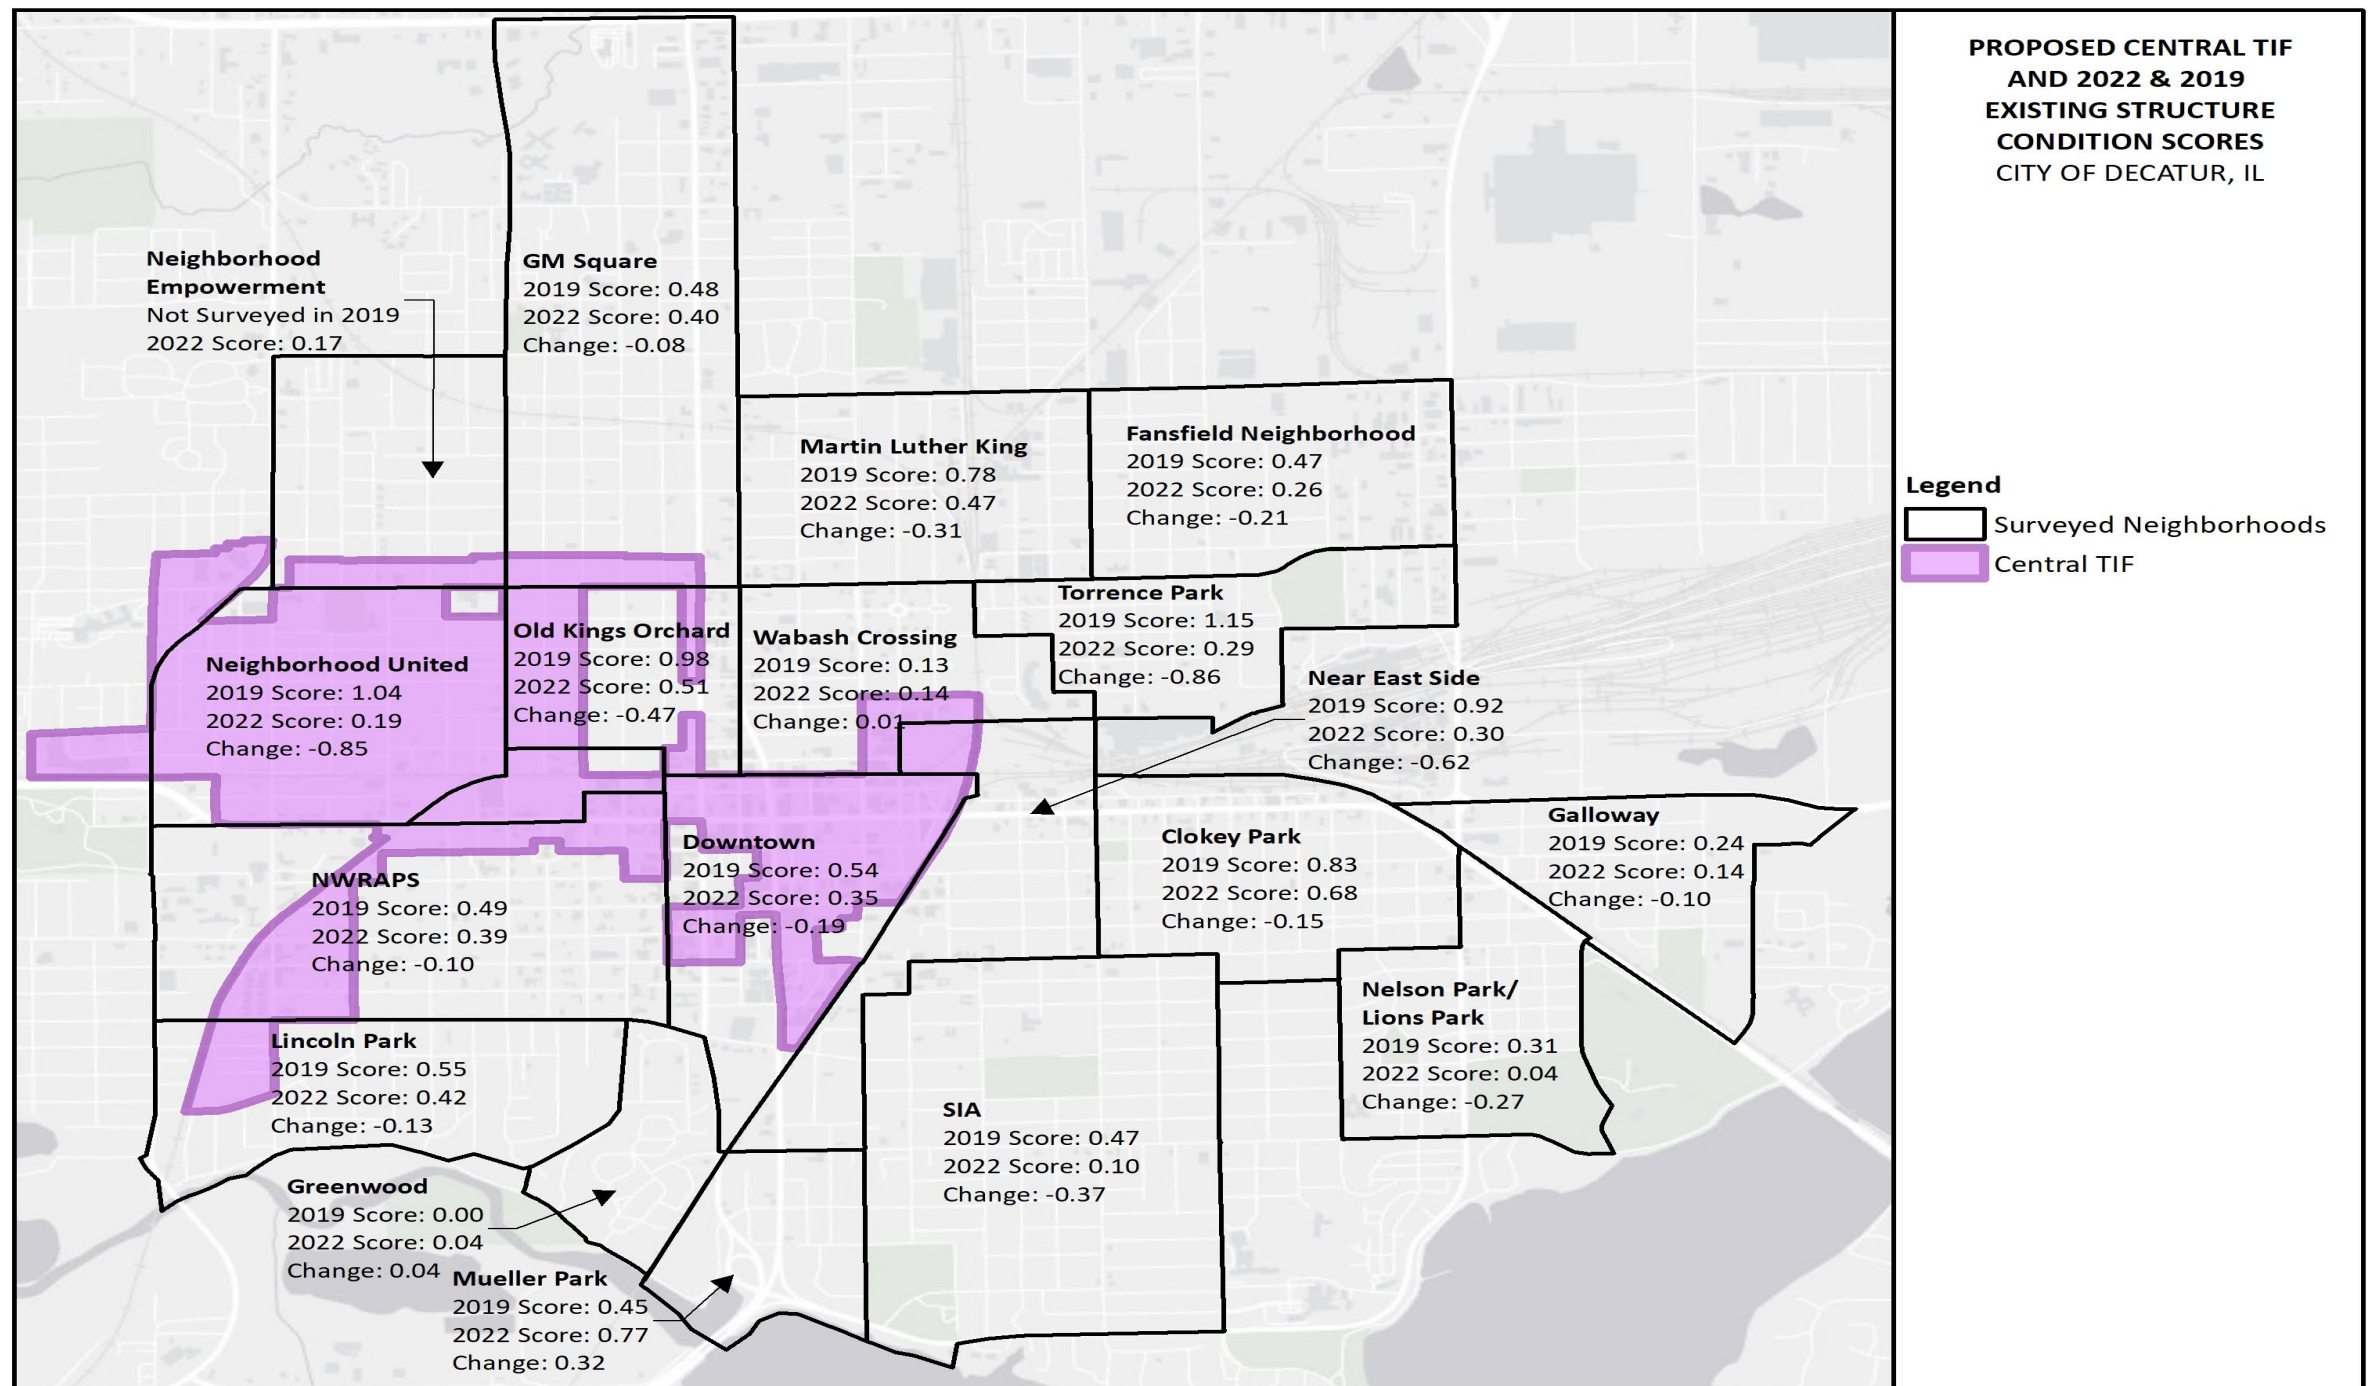 PROPOSED CENTRAL TIF
AND 2022 & 2019
EXISTING STRUCTURE
CONDITION SCORES
CITY OF DECATUR, IL
Legend
Surveyed Neighborhoods
Central TIF
Neighborhood
Empowerment
Not Surveyed in 2019
2022 Score: 0.17
GM Square
2019 Score: 0.48
2022 Score: 0.40
Change: -0.08
Martin Luther King
2019 Score: 0.78
2022 Score: 0.47
Change: -0.31
Fansfield Neighborhood
2019 Score: 0.47
2022 Score: 0.26
Change: -0.21
Torrence Park
2019 Score: 1.15
2022 Score: 0.29
Change: -0.86
Neighborhood United
2019 Score: 1.04
2022 Score: 0.19
Change: -0.85
Old Kings Orchard
2019 Score: 0.98
2022 Score: 0.51
Change: -0.47
Wabash Crossing
2019 Score: 0.13
2022 Score: 0.14
Change: 0.01
Near East Side
2019 Score: 0.92
2022 Score: 0.30
Change: -0.62
NWRAPS
2019 Score: 0.49
2022 Score: 0.39
Change: -0.10
Downtown
2019 Score: 0.54
2022 Score: 0.35
Change: -0.19
Clokey Park
2019 Score: 0.83
2022 Score: 0.68
Change: -0.15
Galloway
2019 Score: 0.24
2022 Score: 0.14
Change: -0.10
Lincoln Park
2019 Score: 0.55
2022 Score: 0.42
Change: -0.13
Nelson Park/
Lions Park
2019 Score: 0.31
2022 Score: 0.04
Change: -0.27
SIA
2019 Score: 0.47
2022 Score: 0.10
Change: -0.37
Greenwood
2019 Score: 0.00
2022 Score: 0.04
Change: 0.04
Mueller Park
2019 Score: 0.45
2022 Score: 0.77
Change: 0.32